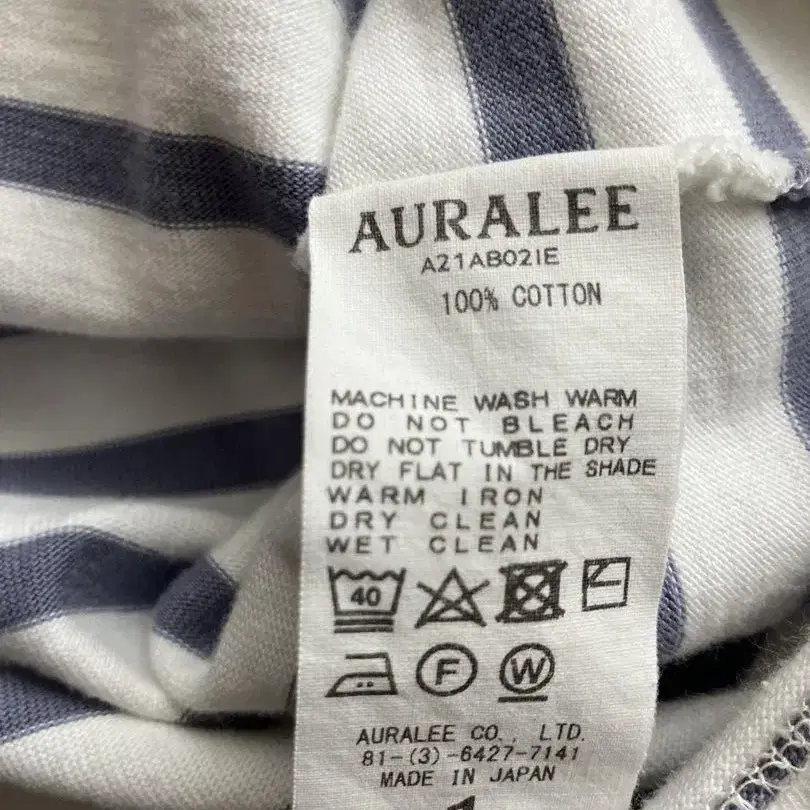 AURALEE
A21AB02IE
100% COTTON
MACHINE WASH WARM
DO NOT BLEACH
DO NOT TUMBLE DRY
DRY FLAT IN THE SHADE
WARM IRON
DRY CLEAN
WET CLEAN
40
F W
AURALEE CO., LTD.
81-(3)-6427-7141
MADE IN JAPAN